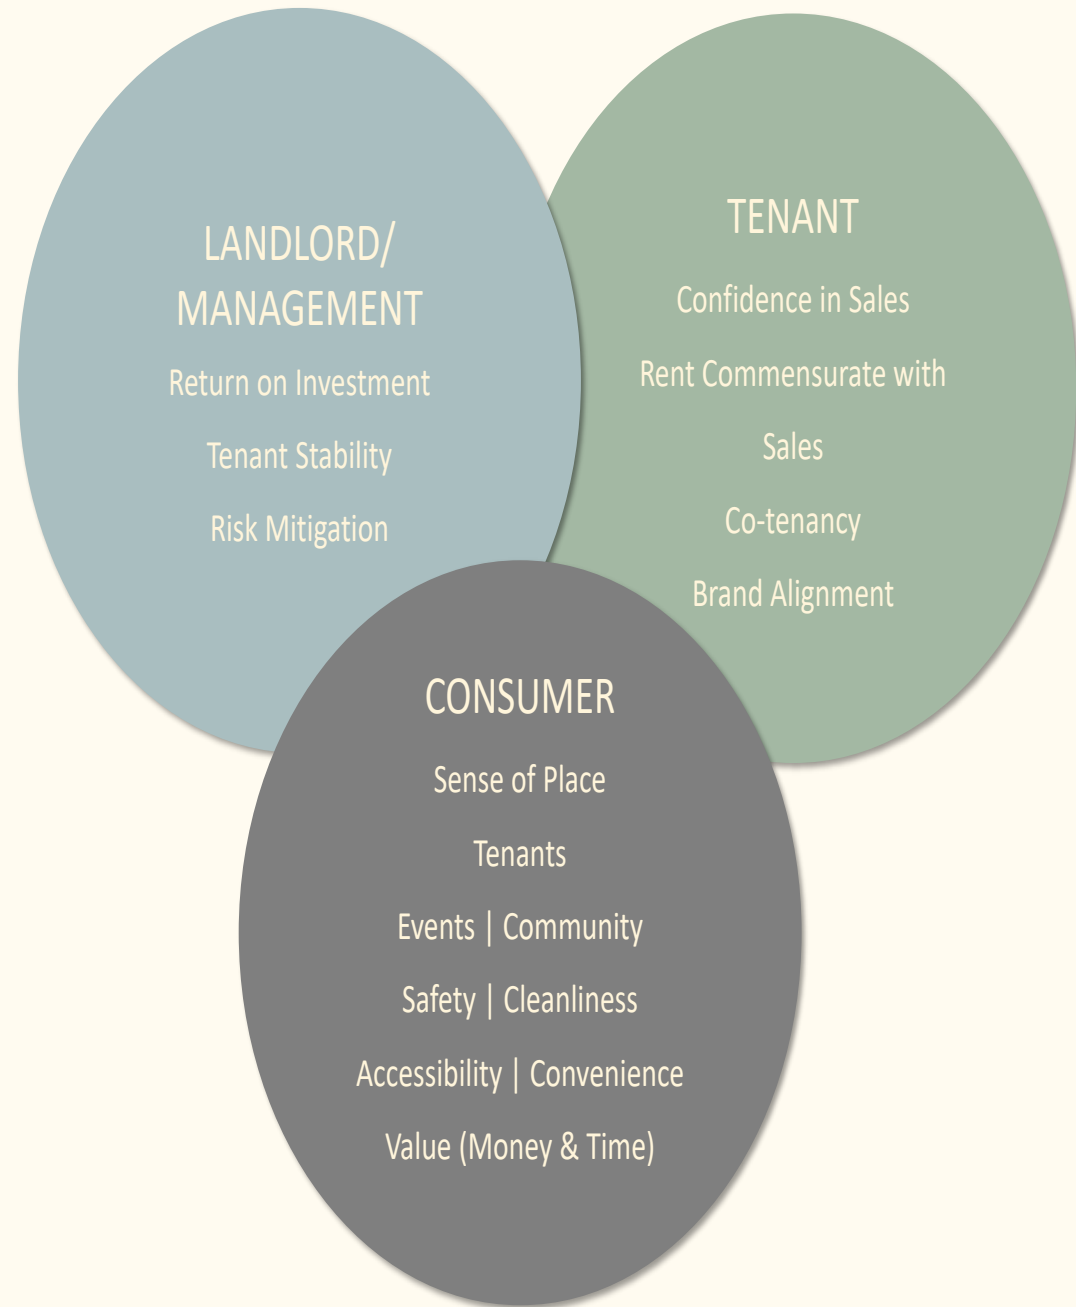 LANDLORD/
MANAGEMENT
Return on Investment
Tenant Stability
Risk Mitigation
TENANT
Confidence in Sales
Rent Commensurate with
Sales
Co-tenancy
Brand Alignment
CONSUMER
Sense of Place
Tenants
Events | Community
Safety | Cleanliness
Accessibility | Convenience
Value (Money & Time)